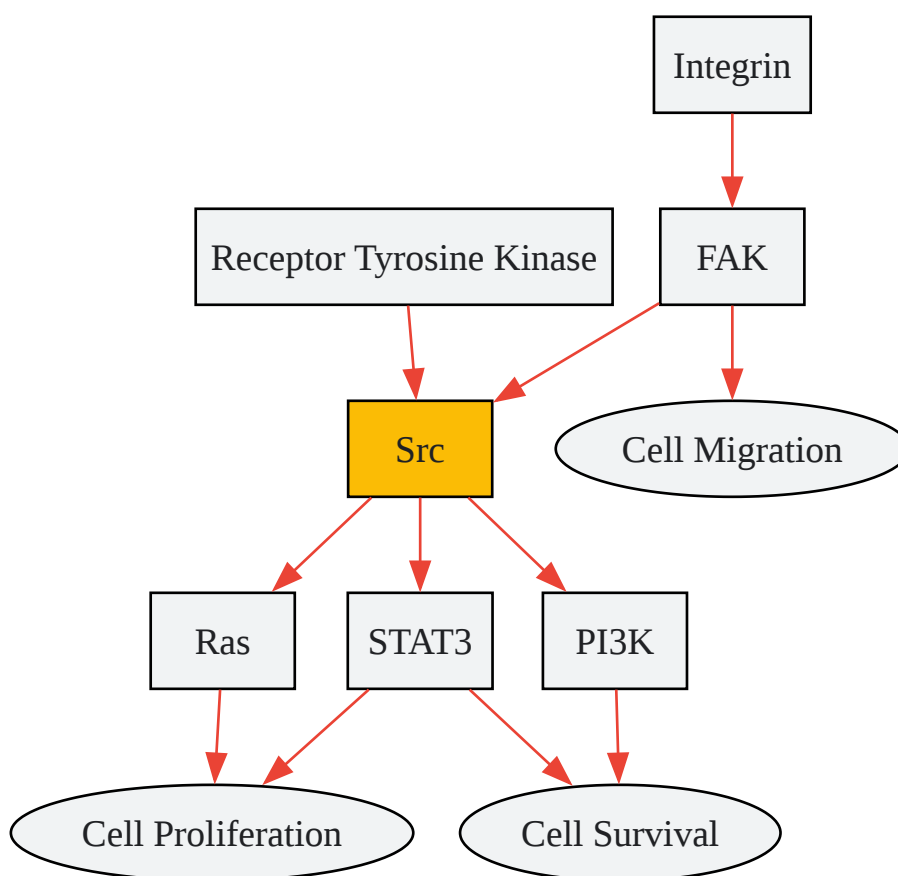 Integrin
Receptor Tyrosine Kinase
FAK
Src
Cell Migration
Ras
STAT3
PI3K
Cell Proliferation
Cell Survival